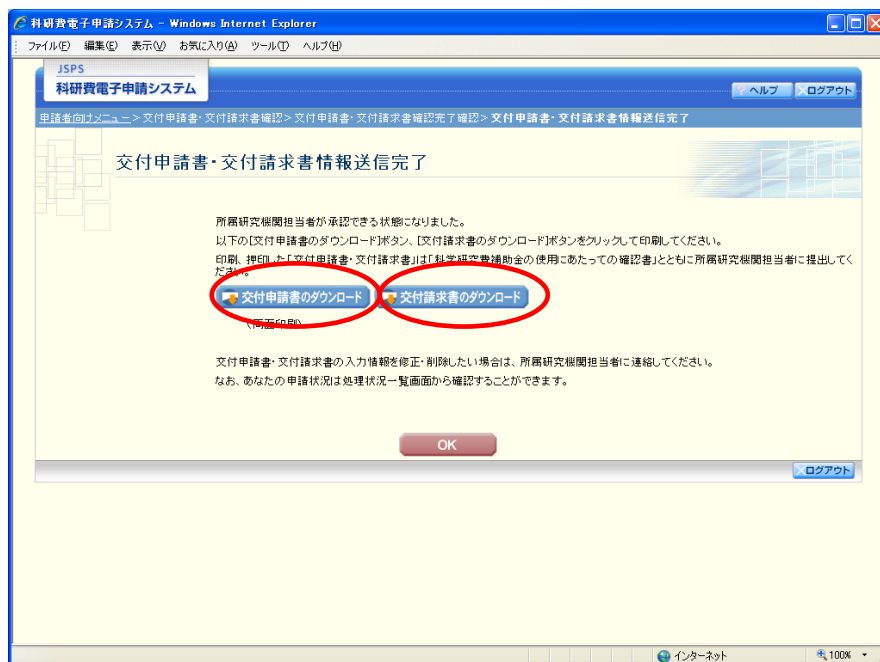 科研費電子申請システム - Windows Internet Explorer
ファイル(F) 編集(E) 表示(V) お気に入り(A) ツール(T) ヘルプ(H)
JSPS
科研費電子申請システム
ヘルプ ログアウト
申請者向けメニュー>交付申請書・交付請求書確認>交付申請書・交付請求書確認完了確認>交付申請書・交付請求書情報送信完了
交付申請書・交付請求書情報送信完了
所属研究機関担当者が承認できる状態になりました。
以下の[交付申請書のダウンロード]ボタン、[交付請求書のダウンロード]ボタンをクリックして印刷してください。
印刷、押印した「交付申請書・交付請求書」は「科学研究費補助金の使用にあたっての確認書」とともに所属研究機関担当者に提出してく
ださい。
交付申請書のダウンロード 交付請求書のダウンロード
(両面印刷)
交付申請書・交付請求書の入力情報を修正・削除したい場合は、所属研究機関担当者に連絡してください。
なお、あなたの申請状況は処理状況一覧画面から確認することができます。
OK
ログアウト
インターネット 100%